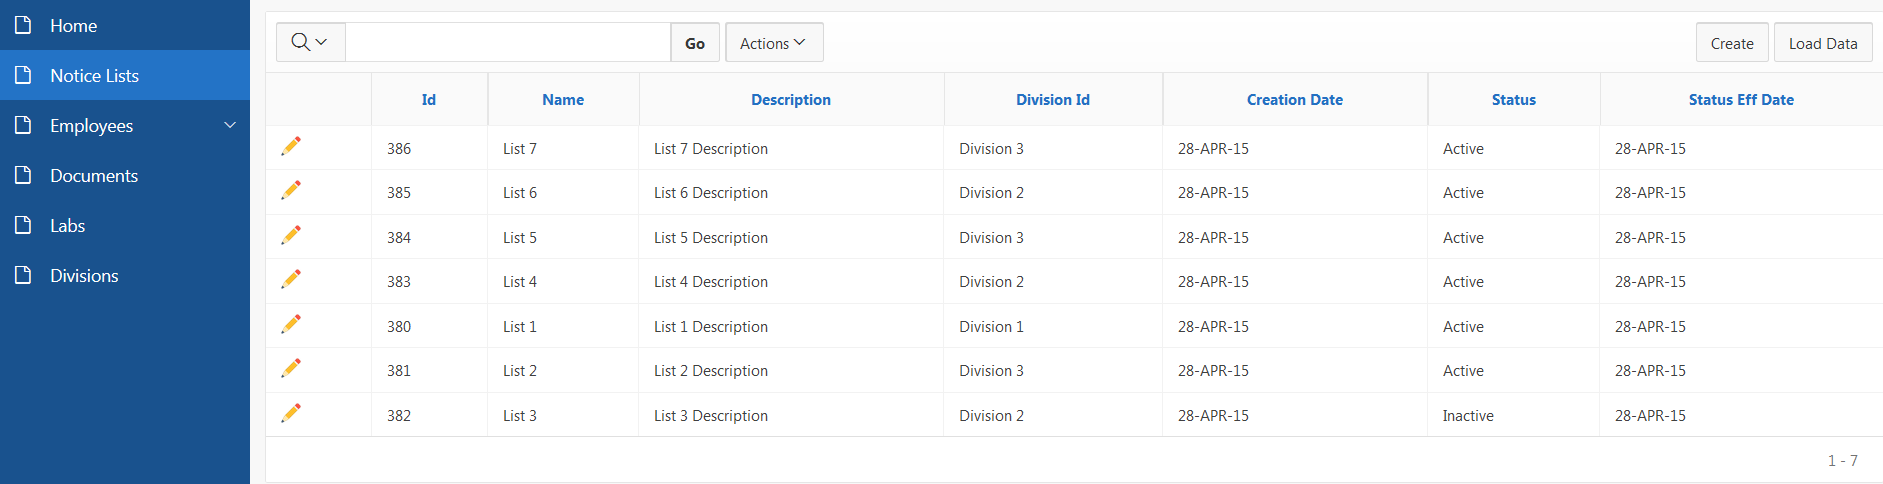 Home
Notice Lists
Employees
Documents
Labs
Divisions
Go Actions Create Load Data
Id Name Description Division Id Creation Date Status Status Eff Date
386 List 7 List 7 Description Division 3 28-APR-15 Active 28-APR-15
385 List 6 List 6 Description Division 2 28-APR-15 Active 28-APR-15
384 List 5 List 5 Description Division 3 28-APR-15 Active 28-APR-15
383 List 4 List 4 Description Division 2 28-APR-15 Active 28-APR-15
380 List 1 List 1 Description Division 1 28-APR-15 Active 28-APR-15
381 List 2 List 2 Description Division 3 28-APR-15 Active 28-APR-15
382 List 3 List 3 Description Division 2 28-APR-15 Inactive 28-APR-15
1 - 7